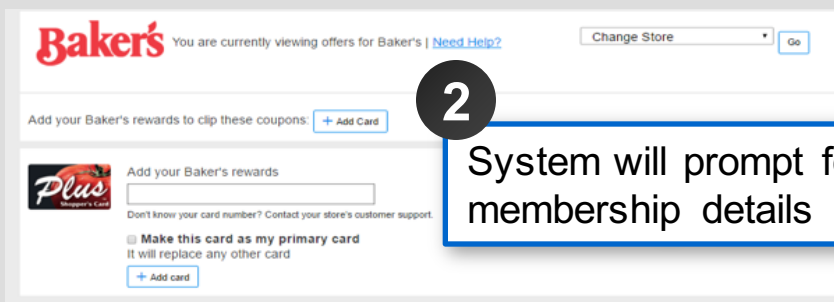 Baker's You are currently viewing offers for Baker's | Need Help? Change Store Go
2
Add your Baker's rewards to clip these coupons: + Add Card
System will prompt
membership details
Plus
Shopper's Card
Add your Baker's rewards
Don't know your card number? Contact your store's customer support.
Make this card as my primary card
It will replace any other card
+ Add card